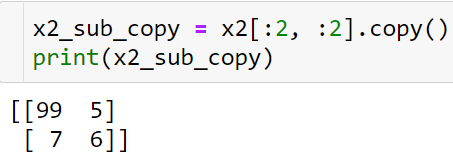 x2_sub_copy = x2[:2, :2].copy()
print(x2_sub_copy)
[[99  5]
 [ 7  6]]